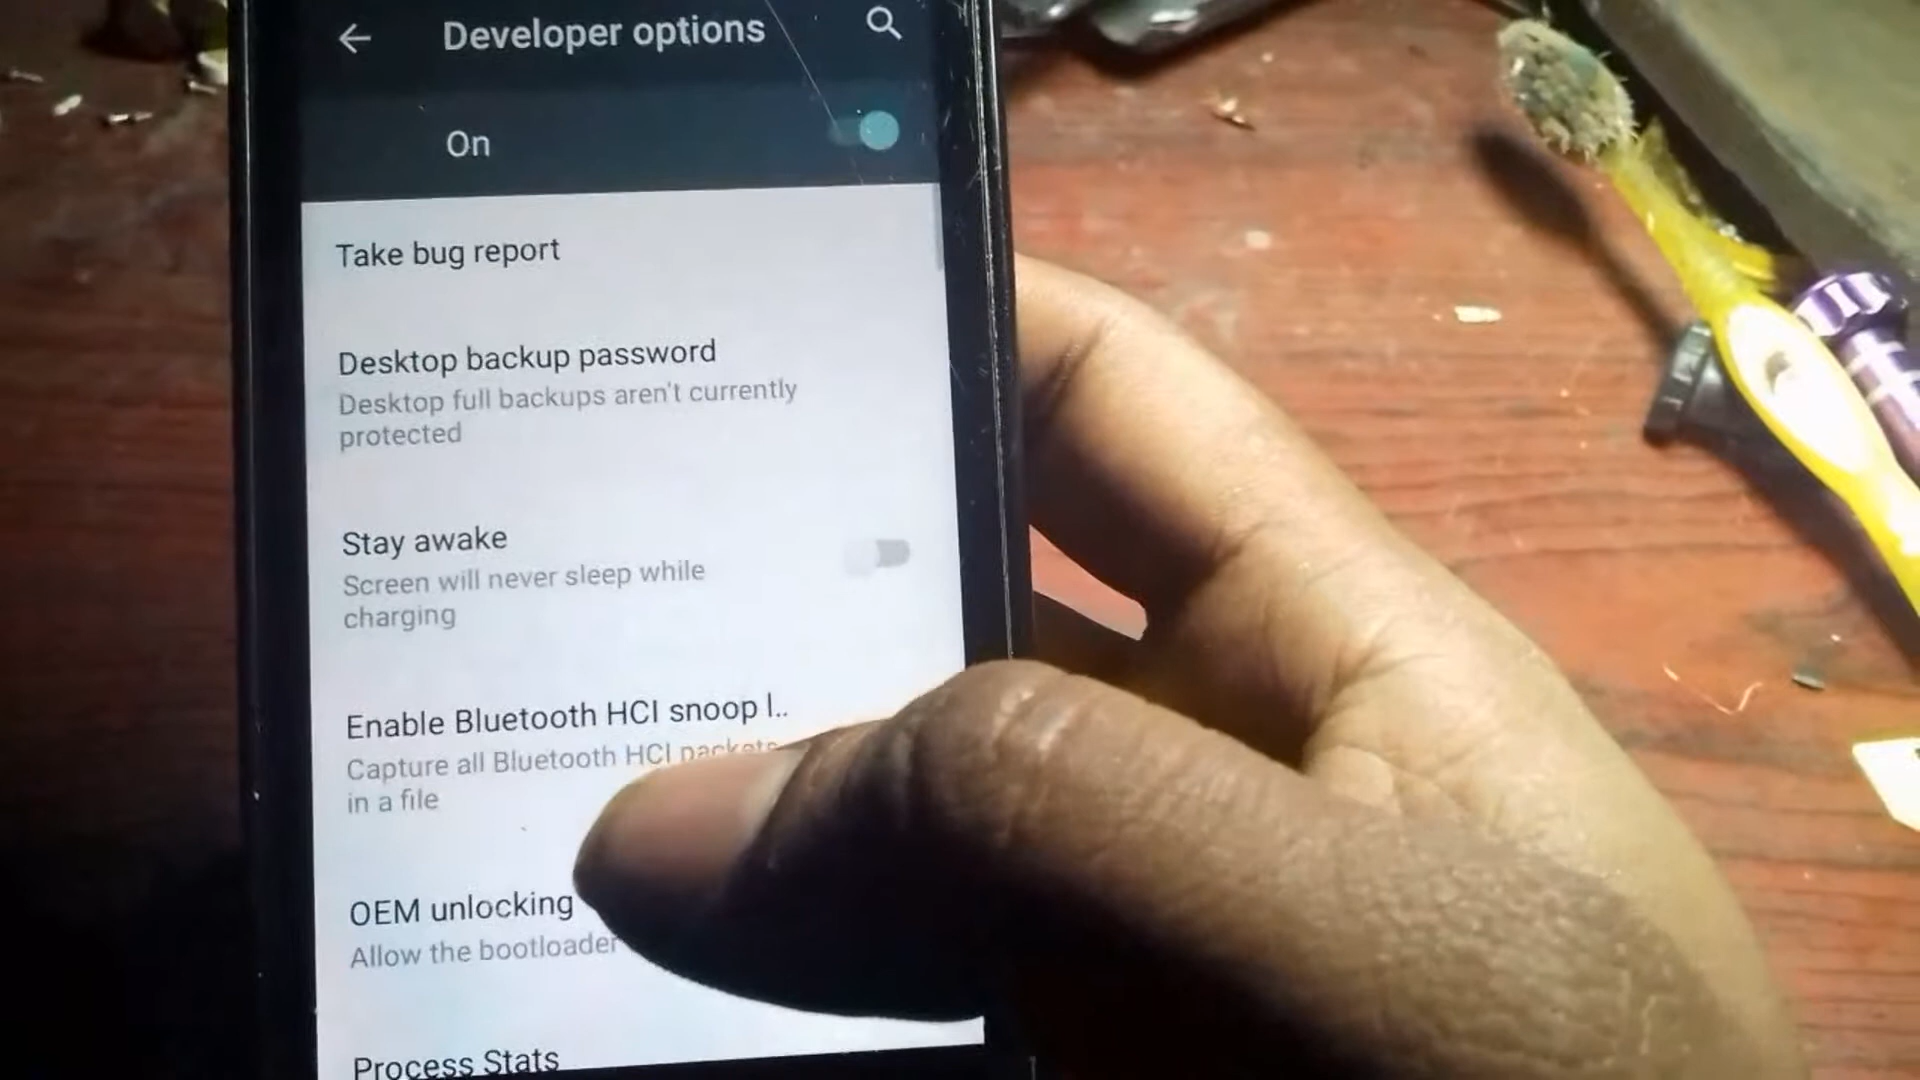 Developer options
On
Take bug report
Desktop backup password
Desktop full backups aren't currently
protected
Stay awake
Screen will never sleep while
charging
Enable Bluetooth HCI snoop l..
Capture all Bluetooth HCI packets
in a file
OEM unlocking
Allow the bootloader
Process Stats